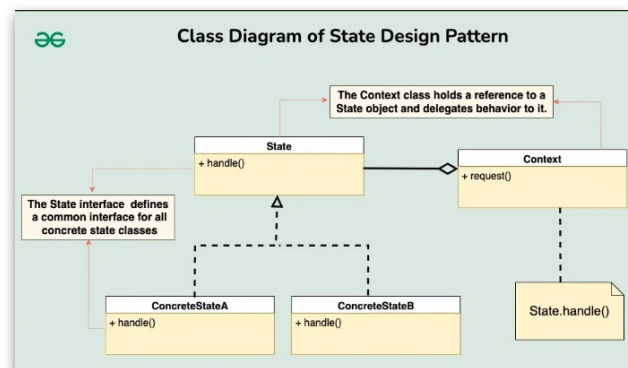 Class Diagram of State Design Pattern
The Context class holds a reference to a
State object and delegates behavior to it.
State
+ handle()
Context
+ request()
The State interface defines
a common interface for all
concrete state classes
ConcreteStateA
+ handle()
ConcreteStateB
+ handle()
State.handle()